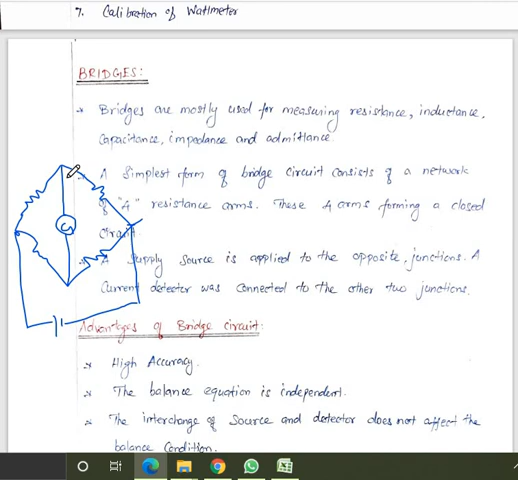 7. Calibration of Wattmeter
BRIDGES:
* Bridges are mostly used for measuring resistance, inductance,
capacitance, impedance and admittance
* A Simplest form of bridge circuit consists of a network
of "4" resistance arms. These 4 arms forming a closed
circuit.
* A Supply Source is applied to the opposite junctions. A
current detector was connected to the other two junctions.
G
Advantages of Bridge circuit:
* High Accuracy.
* The balance equation is independent.
* The interchange of Source and detector does not affect the
balance Condition.